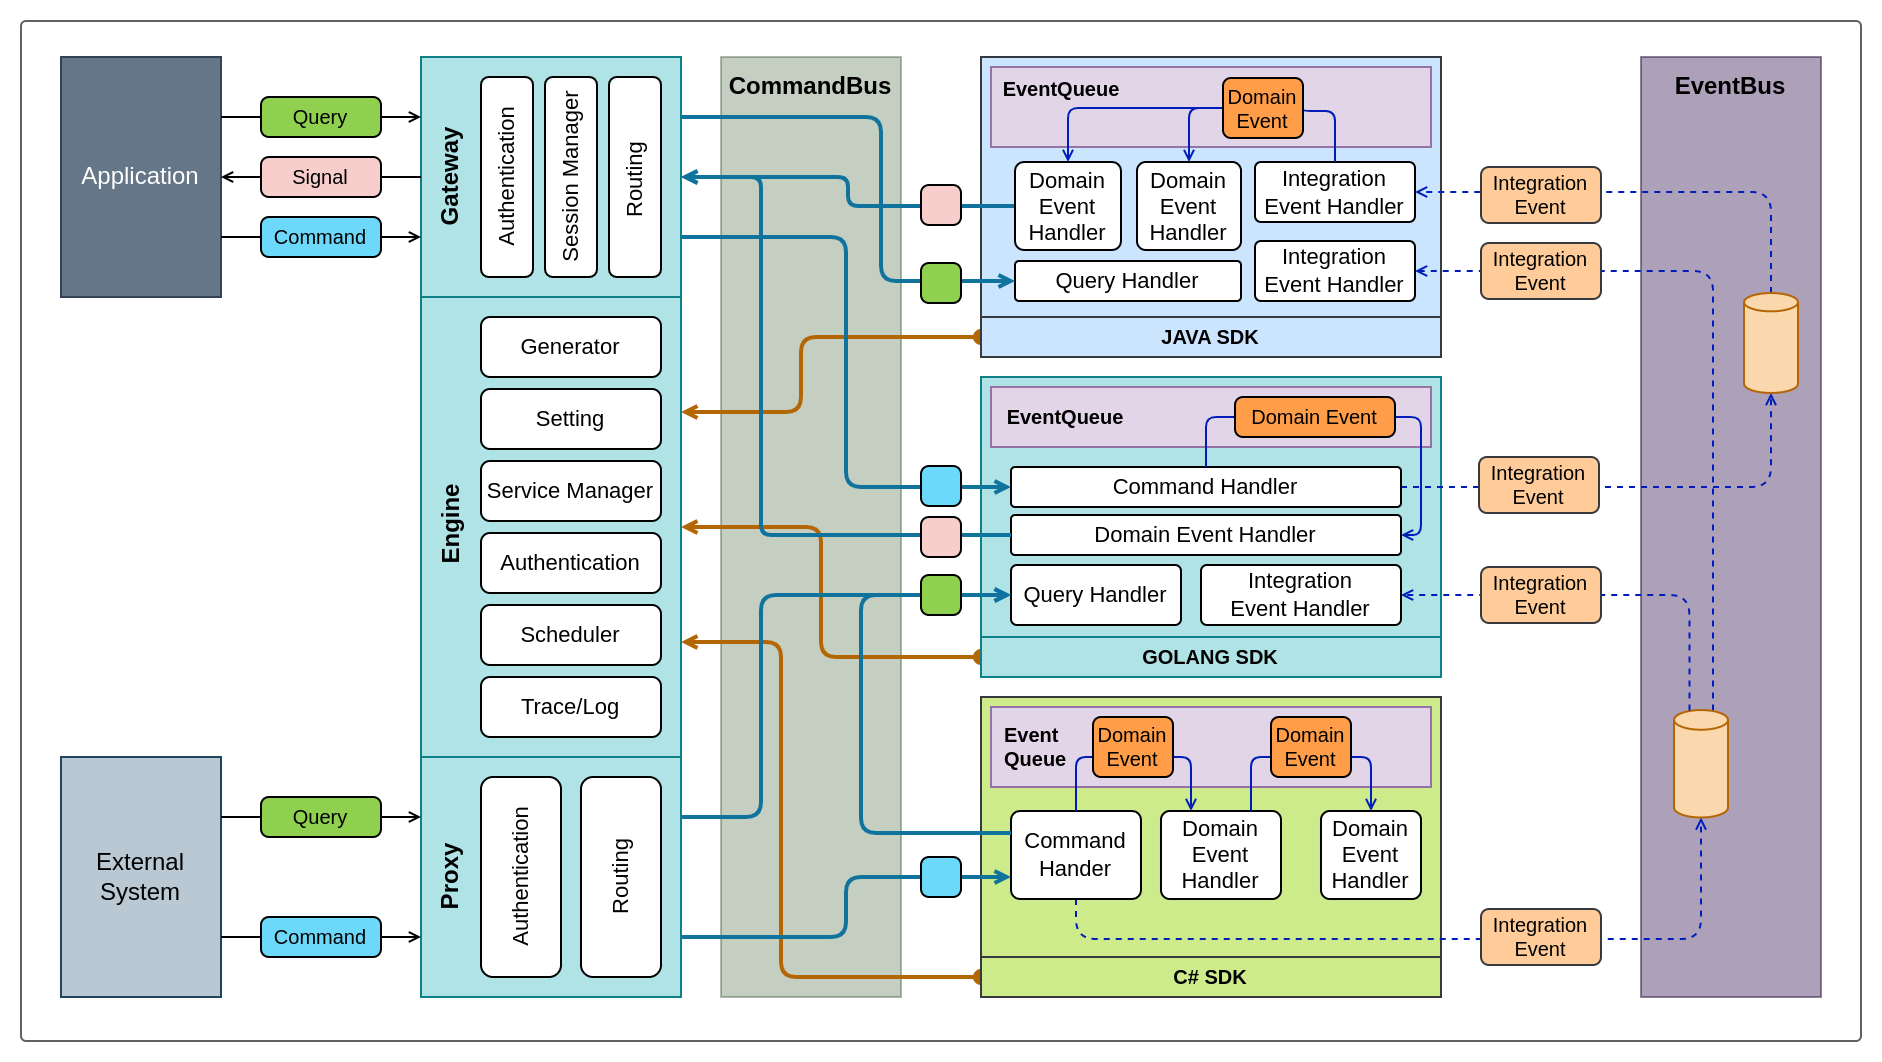 Application
Query
Signal
Command
External
System
Query
Command
Gateway
Authentication
Session Manager
Routing
Engine
Generator
Setting
Service Manager
Authentication
Scheduler
Trace/Log
Proxy
Authentication
Routing
CommandBus
EventQueue
Domain
Event
Domain
Event
Handler
Domain
Event
Handler
Integration
Event Handler
Integration
Event Handler
Query Handler
JAVA SDK
EventQueue
Domain Event
Command Handler
Domain Event Handler
Query Handler
Integration
Event Handler
GOLANG SDK
Event
Queue
Domain
Event
Domain
Event
Command
Hander
Domain
Event
Handler
Domain
Event
Handler
C# SDK
Integration
Event
Integration
Event
Integration
Event
Integration
Event
Integration
Event
EventBus